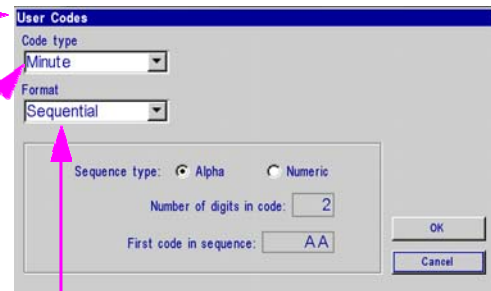 User Codes
Code type
Minute
Format
Sequential
Sequence type: Alpha Numeric
Number of digits in code: 2
First code in sequence: AA
OK
Cancel